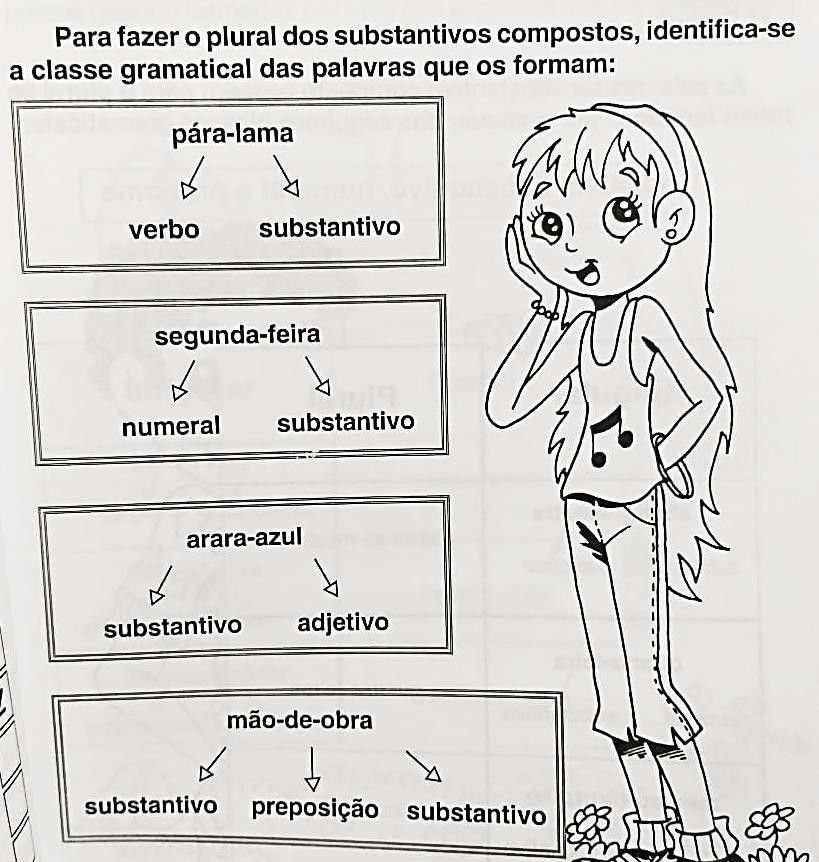 Para fazer o plural dos substantivos compostos, identifica-se
a classe gramatical das palavras que os formam:
pára-lama
verbo substantivo
segunda-feira
numeral substantivo
arara-azul
substantivo adjetivo
mão-de-obra
substantivo preposição substantivo